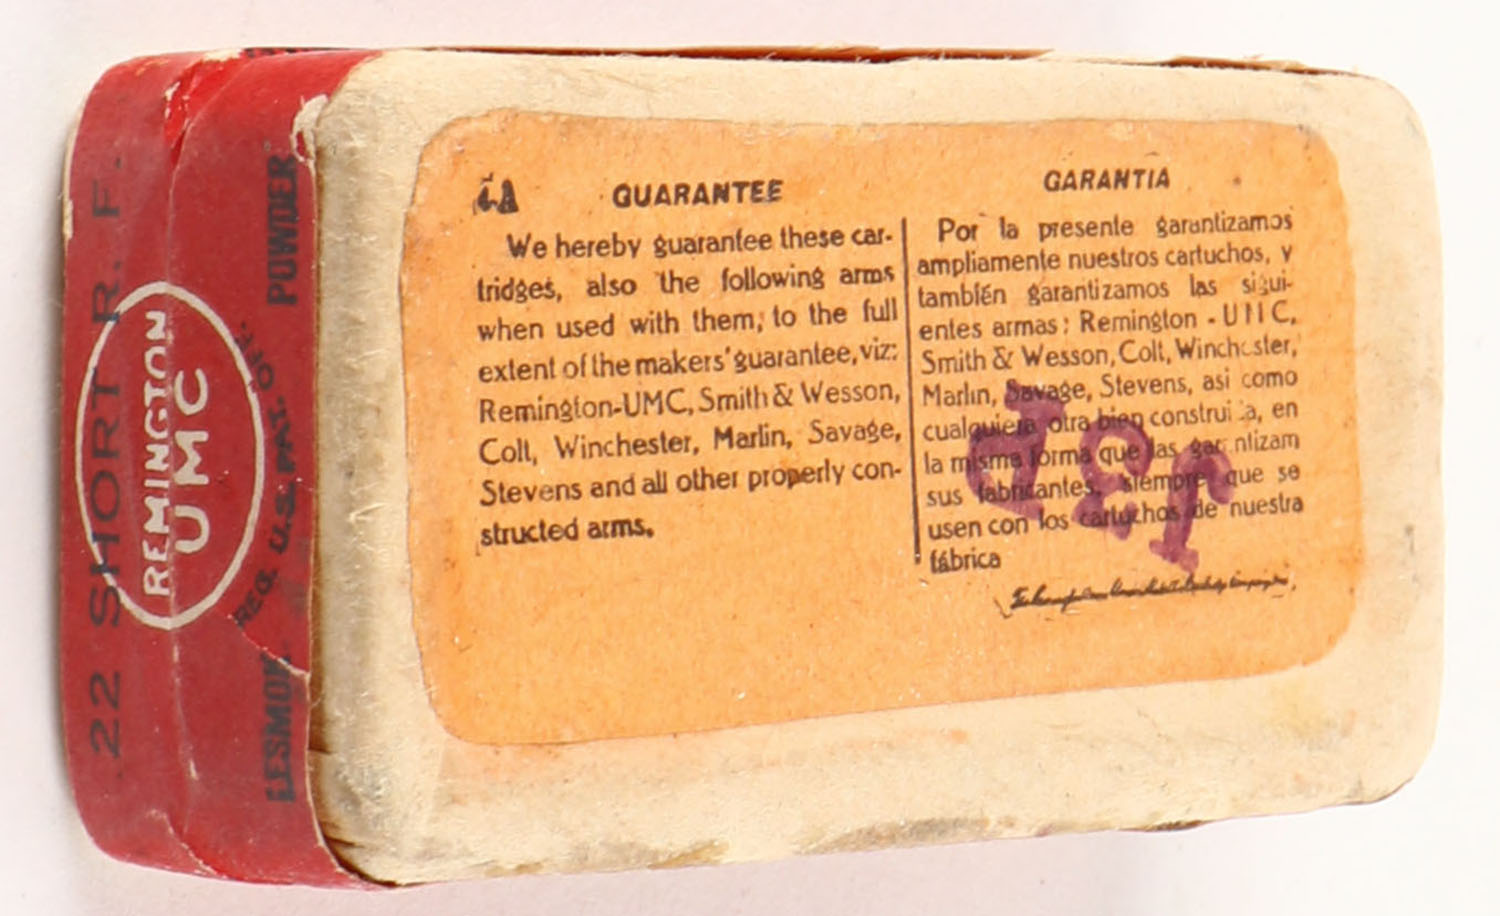 .22 SHORT R. F.
REMINGTON
UMC
REG. U.S. PAT. OFF.
LESMOK POWDER
GUARANTEE
We hereby guarantee these car-
tridges, also the following arms
when used with them, to the full
extent of the makers' guarantee, viz:
Remington-UMC, Smith & Wesson,
Colt, Winchester, Marlin, Savage,
Stevens and all other properly con-
structed arms.
GARANTIA
Por la presente garantizamos
ampliamente nuestros cartuchos, y
también garantizamos las sigui-
entes armas: Remington - UMC,
Smith & Wesson, Colt, Winchester,
Marlin, Savage, Stevens, asi como
cualquiera otra bien construida, en
la misma forma que las garantizam
sus fabricantes, siempre que se
usen con los cartuchos de nuestra
fábrica